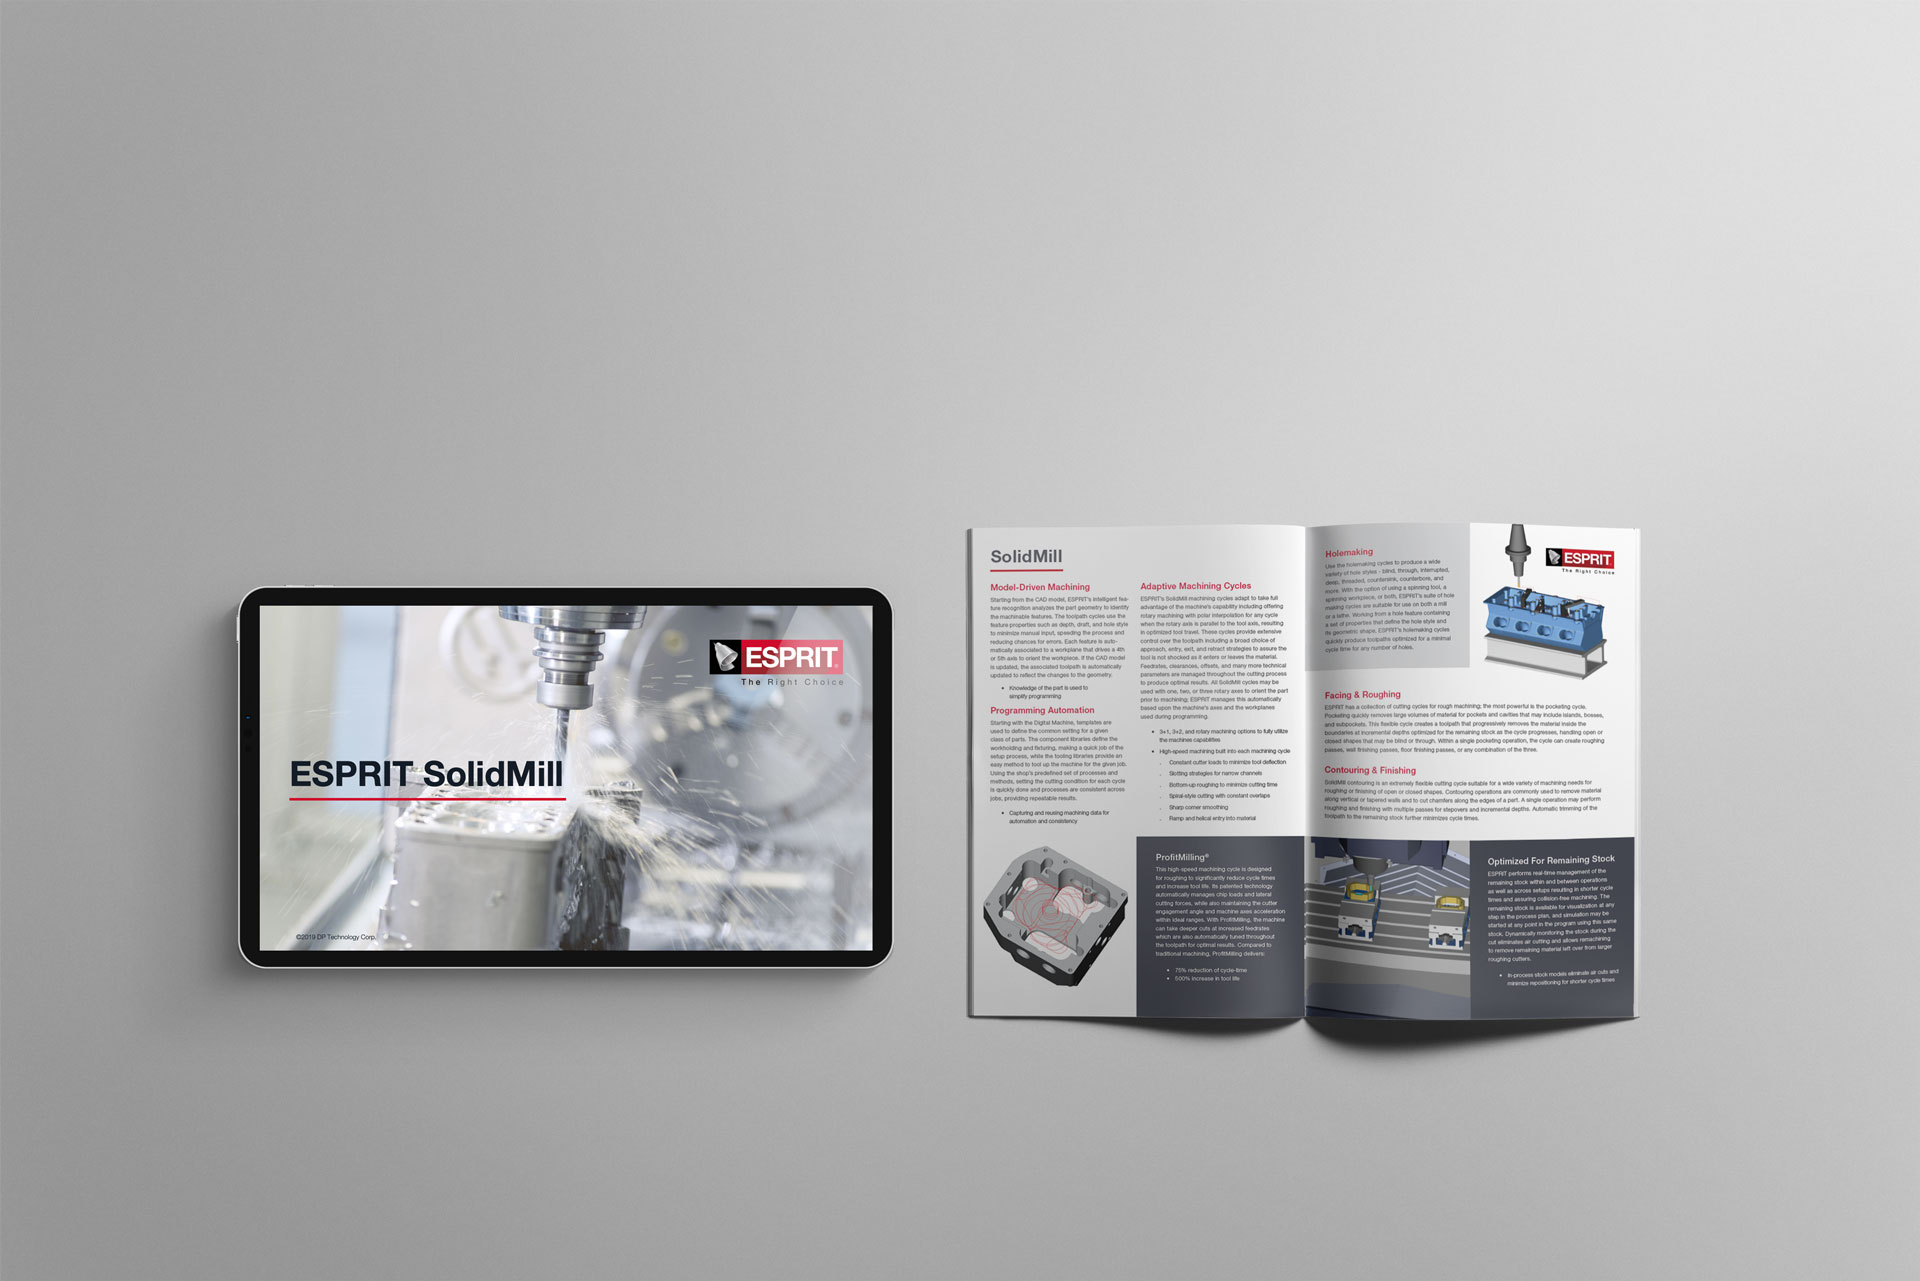 ESPRIT
The Right Choice
ESPRIT SolidMill
©2019 DP Technology Corp.
SolidMill
Model-Driven Machining
Starting from the CAD model, ESPRIT's intelligent fea-
ture recognition analyzes the part geometry to identify
the machinable features. The toolpath cycles use the
feature properties such as depth, draft, and hole style
to minimize manual input, speeding the process and
reducing chances for errors. Each feature is auto-
matically associated to a workplane that drives a 4th
or 5th axis to orient the workpiece. If the CAD model
is updated, the associated toolpath is automatically
updated to reflect the changes to the geometry.
• Knowledge of the part is used to
simplify programming
Programming Automation
Starting with the Digital Machine, templates are
used to define the common setting for a given
class of parts. The component libraries define the
workholding and fixturing, making a quick job of the
setup process, while the tooling libraries provide an
easy method to tool up the machine for the given job.
Using the shop's predefined set of processes and
methods, setting the cutting condition for each cycle
is quickly done and processes are consistent across
jobs, providing repeatable results.
• Capturing and reusing machining data for
automation and consistency
Adaptive Machining Cycles
ESPRIT's SolidMill machining cycles adapt to take full
advantage of the machine's capability including offering
rotary machining with polar interpolation for any cycle
when the rotary axis is parallel to the tool axis, resulting
in optimized tool travel. These cycles provide extensive
control over the toolpath including a broad choice of
approach, entry, exit, and retract strategies to assure the
tool is not shocked as it enters or leaves the material.
Feedrates, clearances, offsets, and many more technical
parameters are managed throughout the cutting process
to produce optimal results. All SolidMill cycles may be
used with one, two, or three rotary axes to orient the part
prior to machining; ESPRIT manages this automatically
based upon the machine's axes and the workplanes
used during programming.
• 3+1, 3+2, and rotary machining options to fully utilize
the machines capabilities
• High-speed machining built into each machining cycle
- Constant cutter loads to minimize tool deflection
- Slotting strategies for narrow channels
- Bottom-up roughing to minimize cutting time
- Spiral-style cutting with constant overlaps
- Sharp corner smoothing
- Ramp and helical entry into material
ProfitMilling®
This high-speed machining cycle is designed
for roughing to significantly reduce cycle times
and increase tool life. Its patented technology
automatically manages chip loads and lateral
cutting forces, while also maintaining the cutter
engagement angle and machine axes acceleration
within ideal ranges. With ProfitMilling, the machine
can take deeper cuts at increased feedrates
which are also automatically tuned throughout
the toolpath for optimal results. Compared to
traditional machining, ProfitMilling delivers:
• 75% reduction of cycle-time
• 500% increase in tool life
Holemaking
Use the holemaking cycles to produce a wide
variety of hole styles - blind, through, interrupted,
deep, threaded, countersink, counterbore, and
more. With the option of using a spinning tool, a
spinning workpiece, or both, ESPRIT's suite of hole
making cycles are suitable for use on both a mill
or a lathe. Working from a hole feature containing
a set of properties that define the hole style and
its geometric shape, ESPRIT's holemaking cycles
quickly produce toolpaths optimized for a minimal
cycle time for any number of holes.
ESPRIT
The Right Choice
Facing & Roughing
ESPRIT has a collection of cutting cycles for rough machining; the most powerful is the pocketing cycle.
Pocketing quickly removes large volumes of material for pockets and cavities that may include islands, bosses,
and subpockets. This flexible cycle creates a toolpath that progressively removes the material inside the
boundaries at incremental depths optimized for the remaining stock as the cycle progresses, handling open or
closed shapes that may be blind or through. Within a single pocketing operation, the cycle can create roughing
passes, wall finishing passes, floor finishing passes, or any combination of the three.
Contouring & Finishing
SolidMill contouring is an extremely flexible cutting cycle suitable for a wide variety of machining needs for
roughing or finishing of open or closed shapes. Contouring operations are commonly used to remove material
along vertical or tapered walls and to cut chamfers along the edges of a part. A single operation may perform
roughing and finishing with multiple passes for stepovers and incremental depths. Automatic trimming of the
toolpath to the remaining stock further minimizes cycle times.
Optimized For Remaining Stock
ESPRIT performs real-time management of the
remaining stock within and between operations
as well as across setups resulting in shorter cycle
times and assuring collision-free machining. The
remaining stock is available for visualization at any
step in the process plan, and simulation may be
started at any point in the program using this same
stock. Dynamically monitoring the stock during the
cut eliminates air cutting and allows remachining
to remove remaining material left over from larger
roughing cutters.
• In-process stock models eliminate air cuts and
minimize repositioning for shorter cycle times